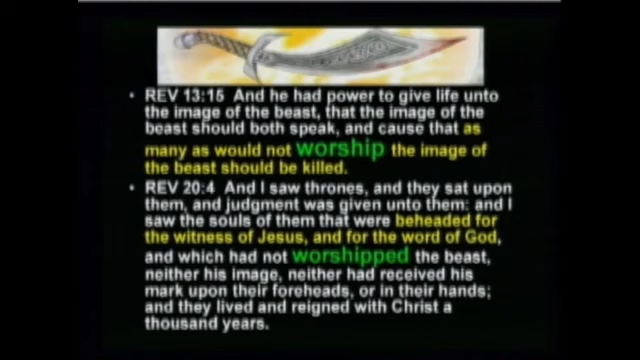 • REV 13:15 And he had power to give life unto
the image of the beast, that the image of the
beast should both speak, and cause that as
many as would not worship the image of
the beast should be killed.
• REV 20:4 And I saw thrones, and they sat upon
them, and judgment was given unto them: and I
saw the souls of them that were beheaded for
the witness of Jesus, and for the word of God,
and which had not worshipped the beast,
neither his image, neither had received his
mark upon their foreheads, or in their hands;
and they lived and reigned with Christ a
thousand years.